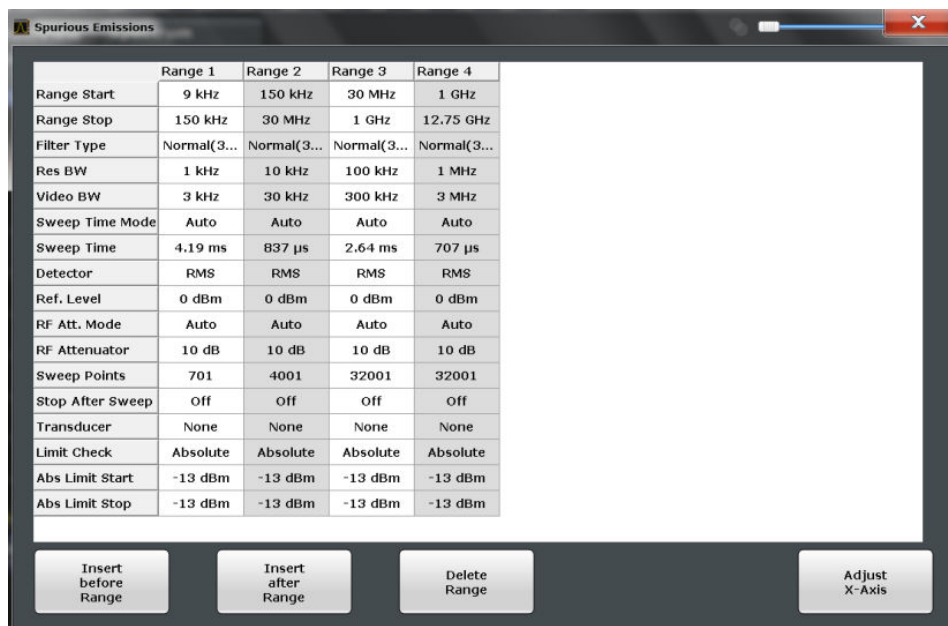 Spurious Emissions
Range 1 Range 2 Range 3 Range 4
Range Start 9 kHz 150 kHz 30 MHz 1 GHz
Range Stop 150 kHz 30 MHz 1 GHz 12.75 GHz
Filter Type Normal(3... Normal(3... Normal(3... Normal(3...
Res BW 1 kHz 10 kHz 100 kHz 1 MHz
Video BW 3 kHz 30 kHz 300 kHz 3 MHz
Sweep Time Mode Auto Auto Auto Auto
Sweep Time 4.19 ms 837 µs 2.64 ms 707 µs
Detector RMS RMS RMS RMS
Ref. Level 0 dBm 0 dBm 0 dBm 0 dBm
RF Att. Mode Auto Auto Auto Auto
RF Attenuator 10 dB 10 dB 10 dB 10 dB
Sweep Points 701 4001 32001 32001
Stop After Sweep Off Off Off Off
Transducer None None None None
Limit Check Absolute Absolute Absolute Absolute
Abs Limit Start -13 dBm -13 dBm -13 dBm -13 dBm
Abs Limit Stop -13 dBm -13 dBm -13 dBm -13 dBm
Insert
before
Range
Insert
after
Range
Delete
Range
Adjust
X-Axis